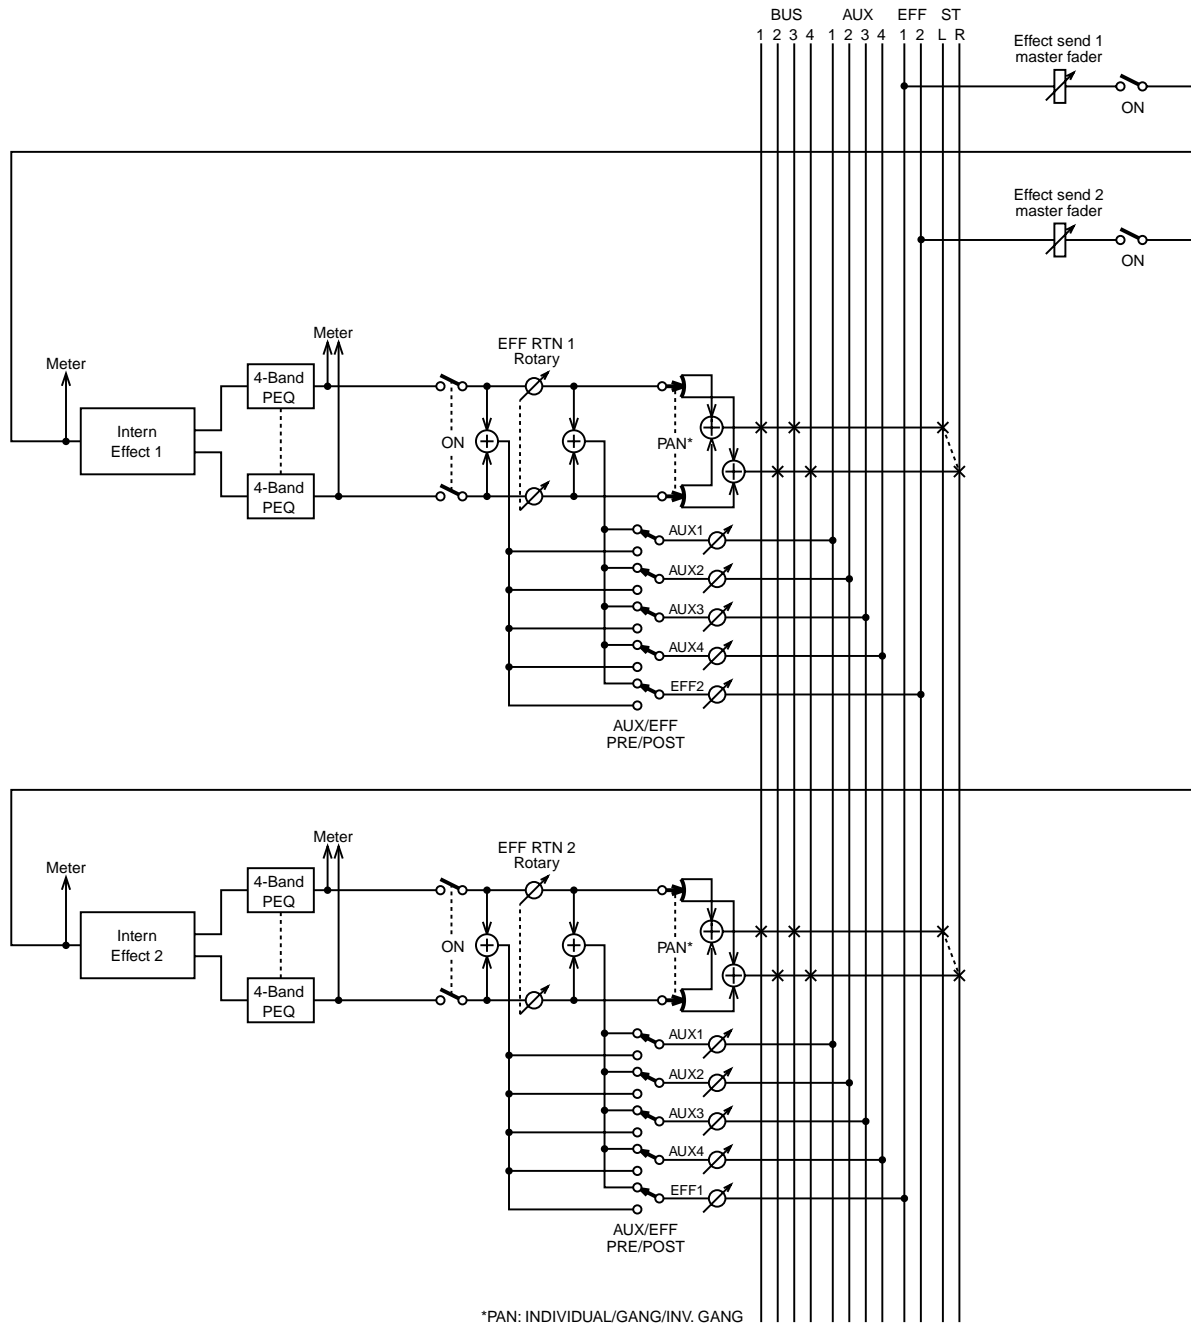 BUS AUX EFF ST
1 2 3 4 1 2 3 4 1 2 L R
Effect send 1
master fader
ON
Effect send 2
master fader
ON
Meter
Meter
4-Band
PEQ
Intern
Effect 1
4-Band
PEQ
ON
EFF RTN 1
Rotary
PAN*
AUX1
AUX2
AUX3
AUX4
EFF2
AUX/EFF
PRE/POST
Meter
Meter
4-Band
PEQ
Intern
Effect 2
4-Band
PEQ
ON
EFF RTN 2
Rotary
PAN*
AUX1
AUX2
AUX3
AUX4
EFF1
AUX/EFF
PRE/POST
*PAN: INDIVIDUAL/GANG/INV. GANG